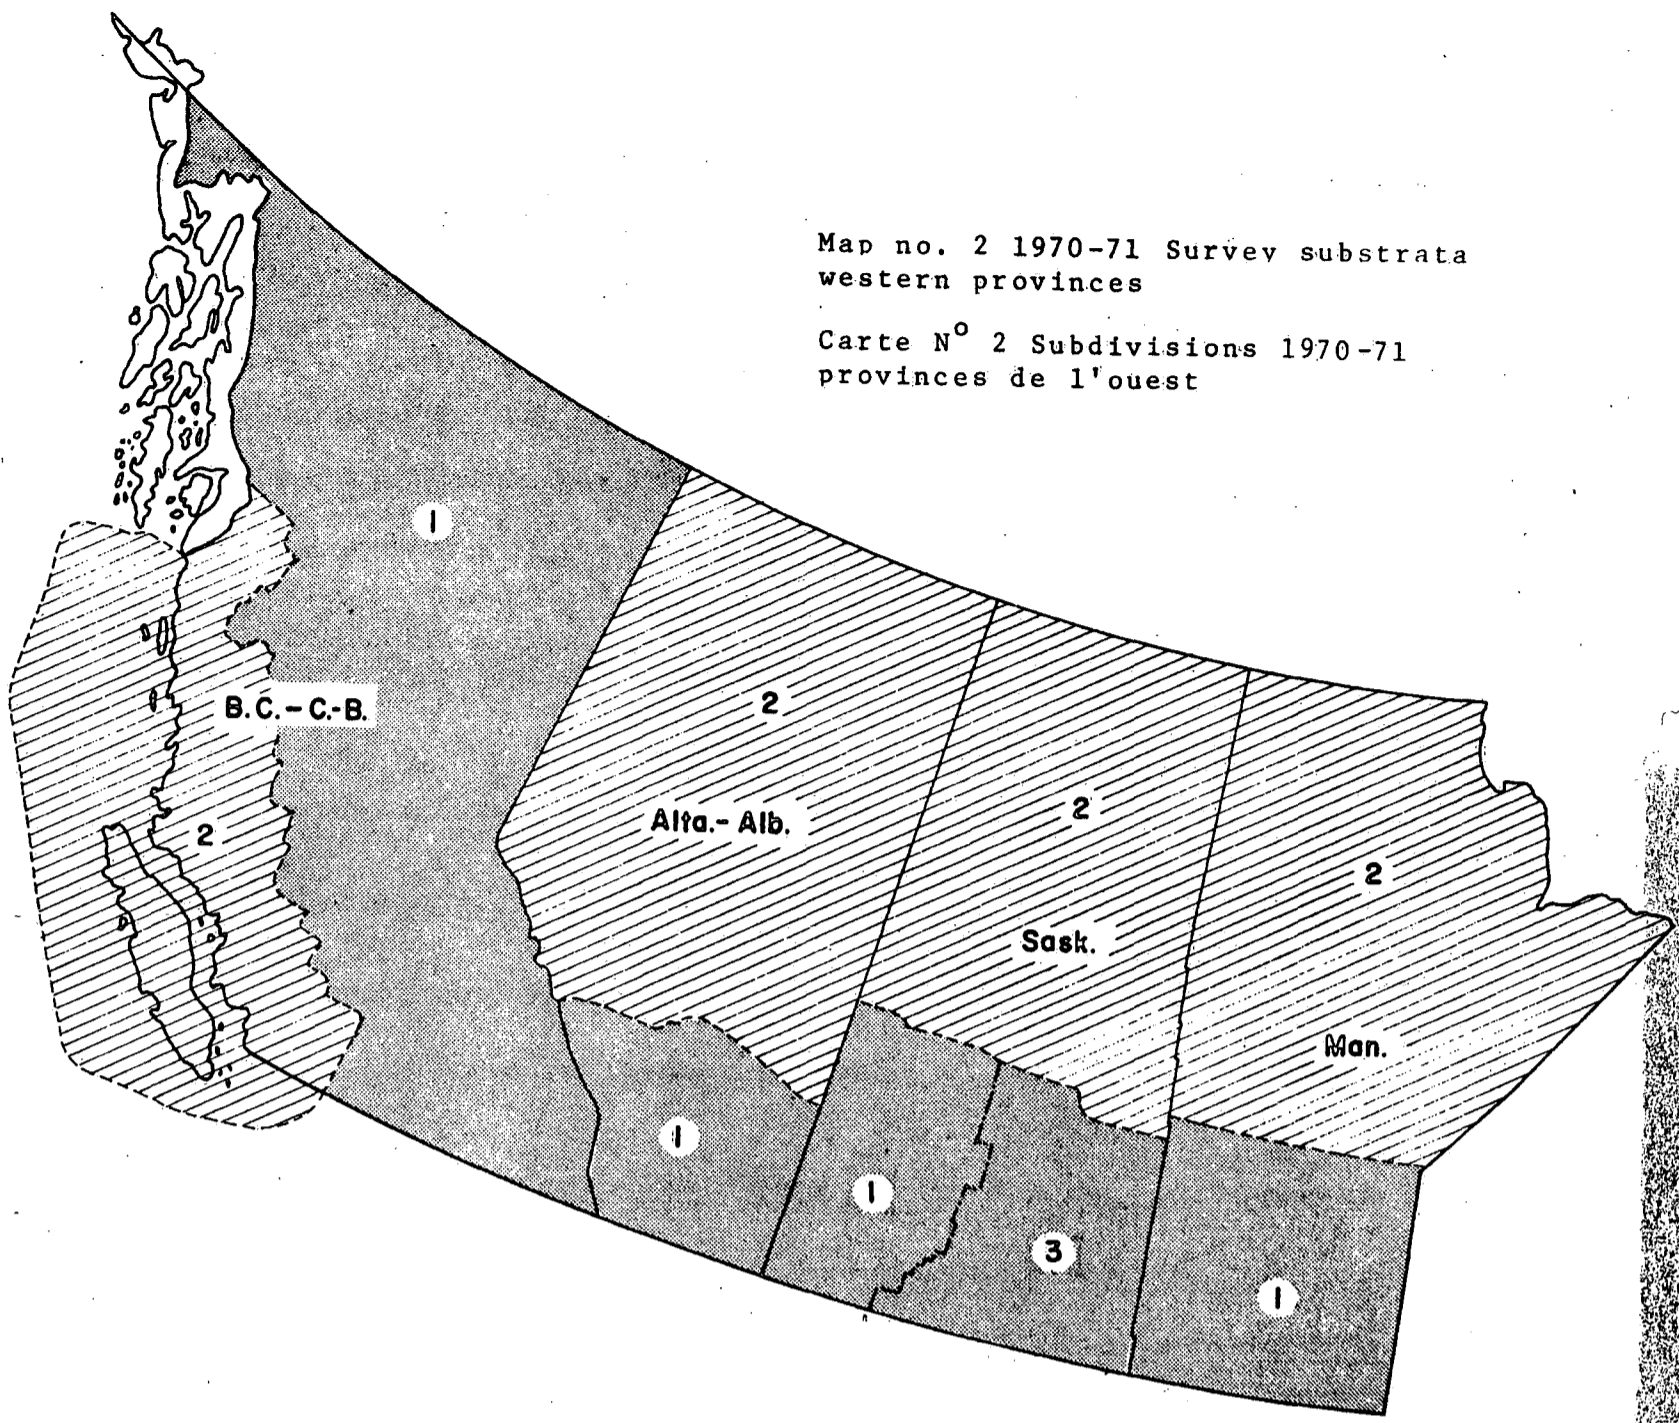 Map no. 2 1970-71 Survey substrata
western provinces
Carte Nº 2 Subdivisions 1970-71
provinces de l'ouest
1
B.C. - C.-B.
2
2
Alta. - Alb.
2
Sask.
2
Man.
1
1
3
1